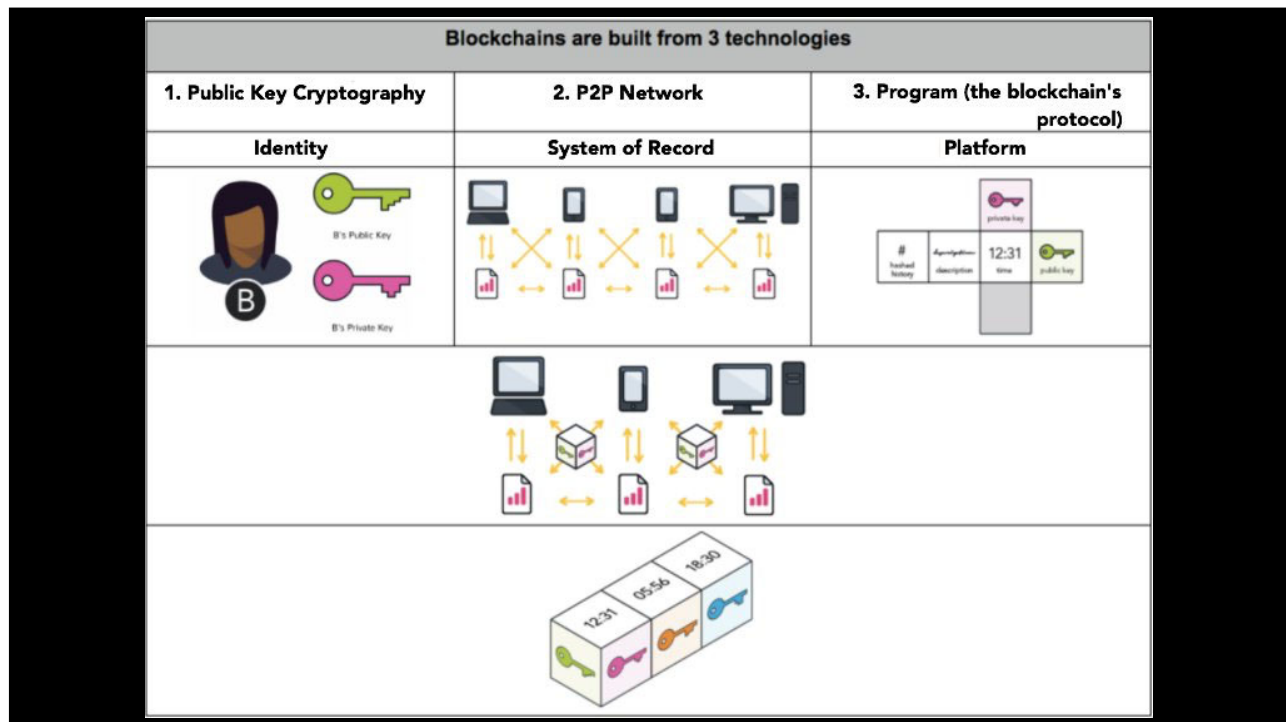 Blockchains are built from 3 technologies
1. Public Key Cryptography
2. P2P Network
3. Program (the blockchain's
protocol)
Identity
System of Record
Platform
B's Public Key
B
B's Private Key
private key
#
hashed
history
description
12:31
time
public key
12:31
05:56
18:30